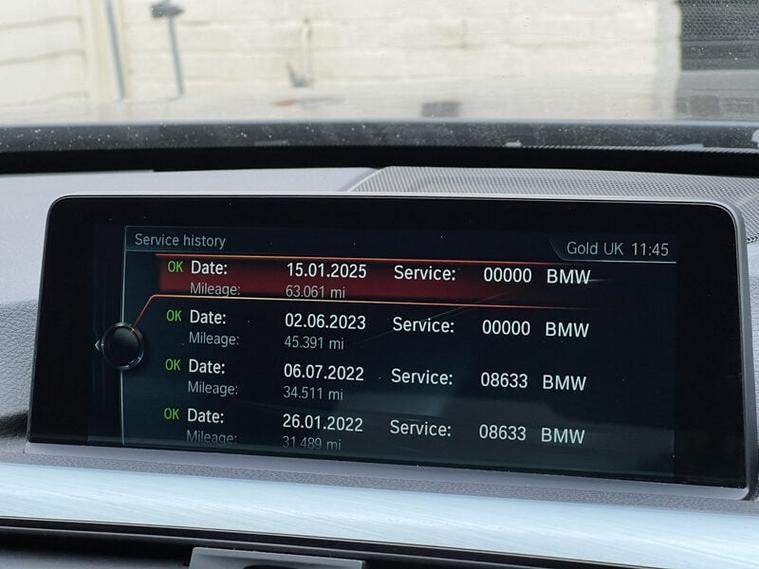 Service history
Gold UK 11:45
OK Date: 15.01.2025 Service: 00000 BMW
Mileage: 63.061 mi
OK Date: 02.06.2023 Service: 00000 BMW
Mileage: 45.391 mi
OK Date: 06.07.2022 Service: 08633 BMW
Mileage: 34.511 mi
OK Date: 26.01.2022 Service: 08633 BMW
Mileage: 31.489 mi